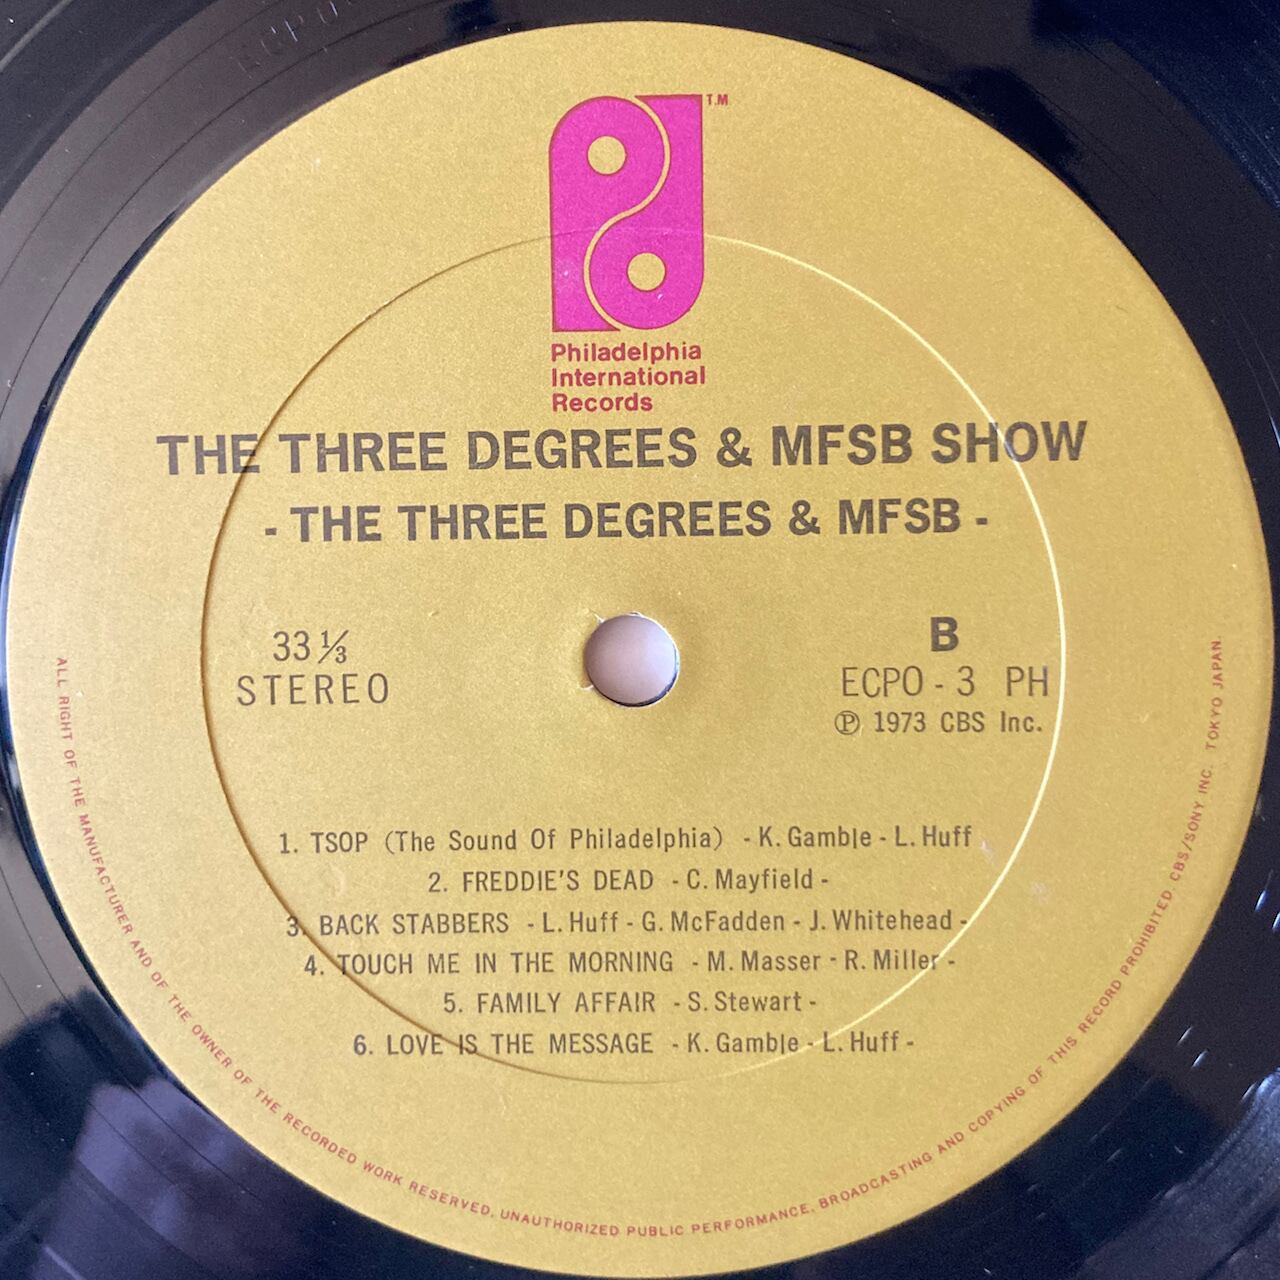 T.M
Philadelphia
International
Records
THE THREE DEGREES & MFSB SHOW
- THE THREE DEGREES & MFSB -
33 ⅓
STEREO
B
ECPO - 3 PH
℗ 1973 CBS Inc.
1. TSOP (The Sound Of Philadelphia) - K. Gamble - L. Huff
2. FREDDIE'S DEAD - C. Mayfield -
3. BACK STABBERS - L. Huff - G. McFadden - J. Whitehead -
4. TOUCH ME IN THE MORNING - M. Masser - R. Miller -
5. FAMILY AFFAIR - S. Stewart -
6. LOVE IS THE MESSAGE - K. Gamble - L. Huff -
ALL RIGHT OF THE MANUFACTURER AND OF THE OWNER OF THE RECORDED WORK RESERVED. UNAUTHORIZED PUBLIC PERFORMANCE, BROADCASTING AND COPYING OF THIS RECORD PROHIBITED CBS/SONY INC. TOKYO JAPAN.